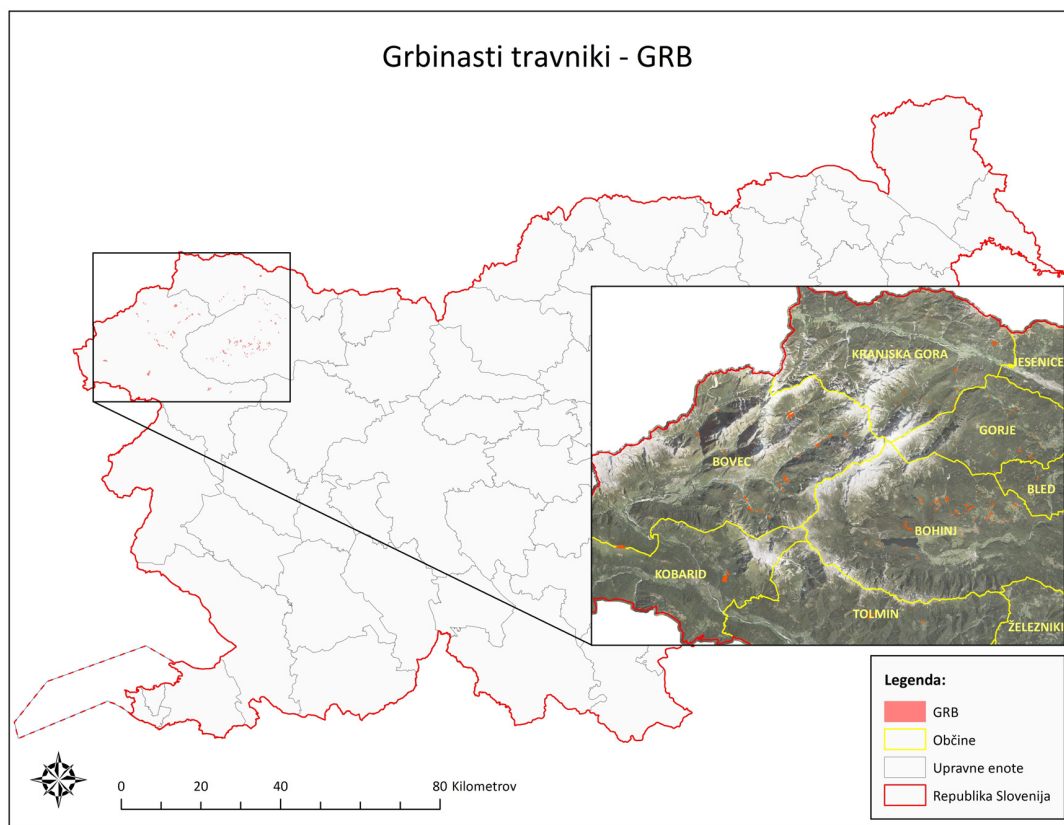 Grbinasti travniki - GRB
KRANJSKA GORA
JESENICE
GORJE
BOVEC
BLED
BOHINJ
KOBARID
TOLMIN
ŽELEZNIKI
Legenda:
GRB
Občine
Upravne enote
Republika Slovenija
0 20 40 80 Kilometrov